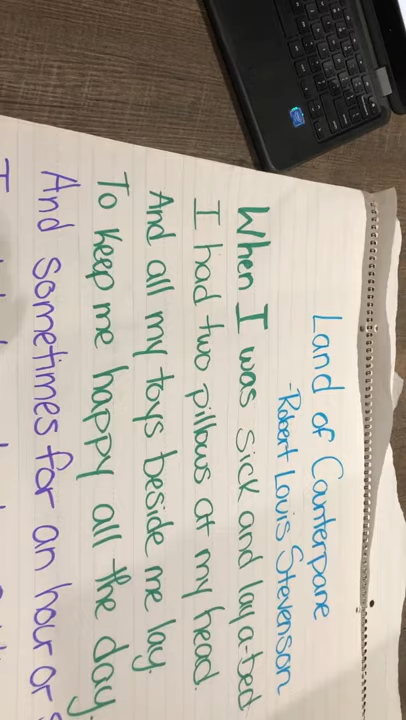 Land of Counterpane
-Robert Louis Stevenson
When I was sick and lay a-bed
I had two pillows at my head.
And all my toys beside me lay
To keep me happy all the day.
And sometimes for an hour or